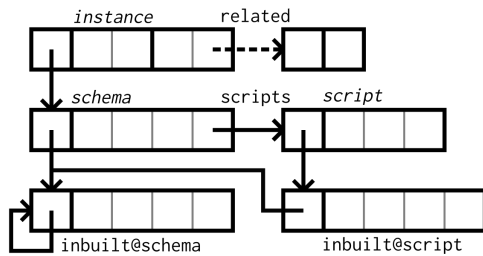 instance
related
schema
scripts
script
inbuilt@schema
inbuilt@script